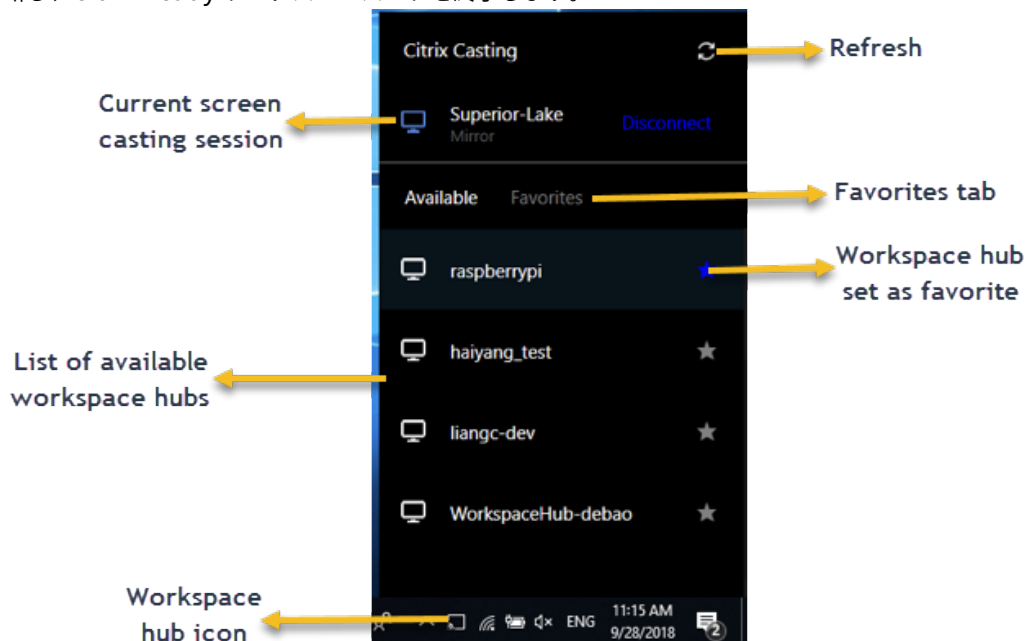 Citrix Casting
Refresh
Current screen
casting session
Superior-Lake
Disconnect
Mirror
Available Favorites
Favorites tab
raspberrypi
Workspace hub
set as favorite
List of available
workspace hubs
haiyang_test
liangc-dev
WorkspaceHub-debao
Workspace
hub icon
ENG
11:15 AM
9/28/2018
2